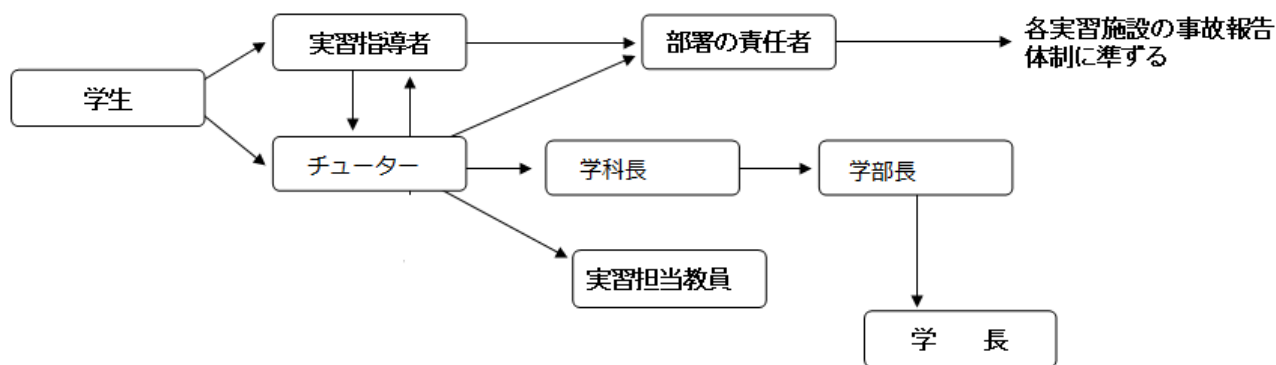 実習指導者
部署の責任者
各実習施設の事故報告
体制に準ずる
学生
チューター
学科長
学部長
実習担当教員
学　　長